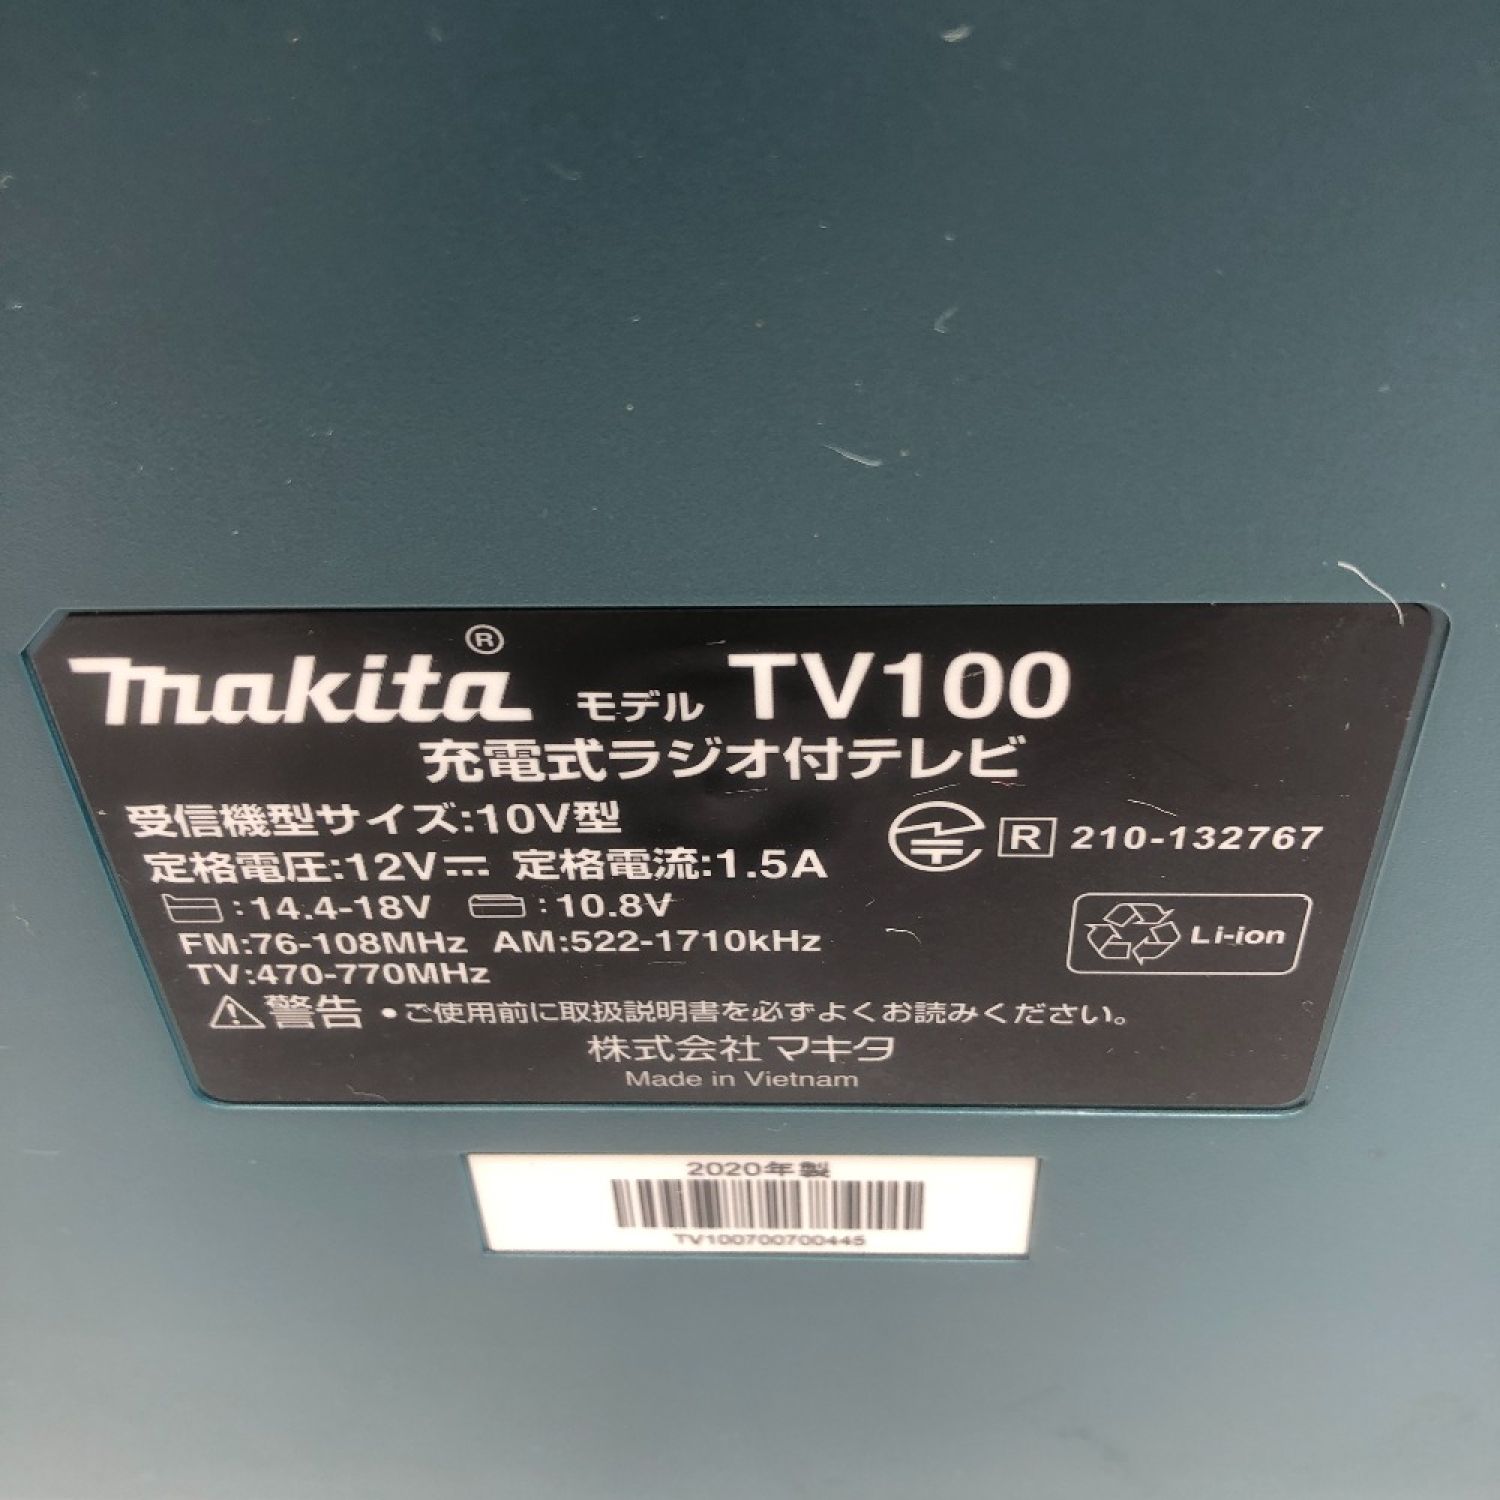 makita® モデル TV100
充電式ラジオ付テレビ
受信機型サイズ:10V型
定格電圧:12V⎓ 定格電流:1.5A
:14.4-18V :10.8V
FM:76-108MHz AM:522-1710kHz
TV:470-770MHz
R 210-132767
Li-ion
⚠警告 •ご使用前に取扱説明書を必ずよくお読みください。
株式会社マキタ
Made in Vietnam
2020年製
TV100700700445